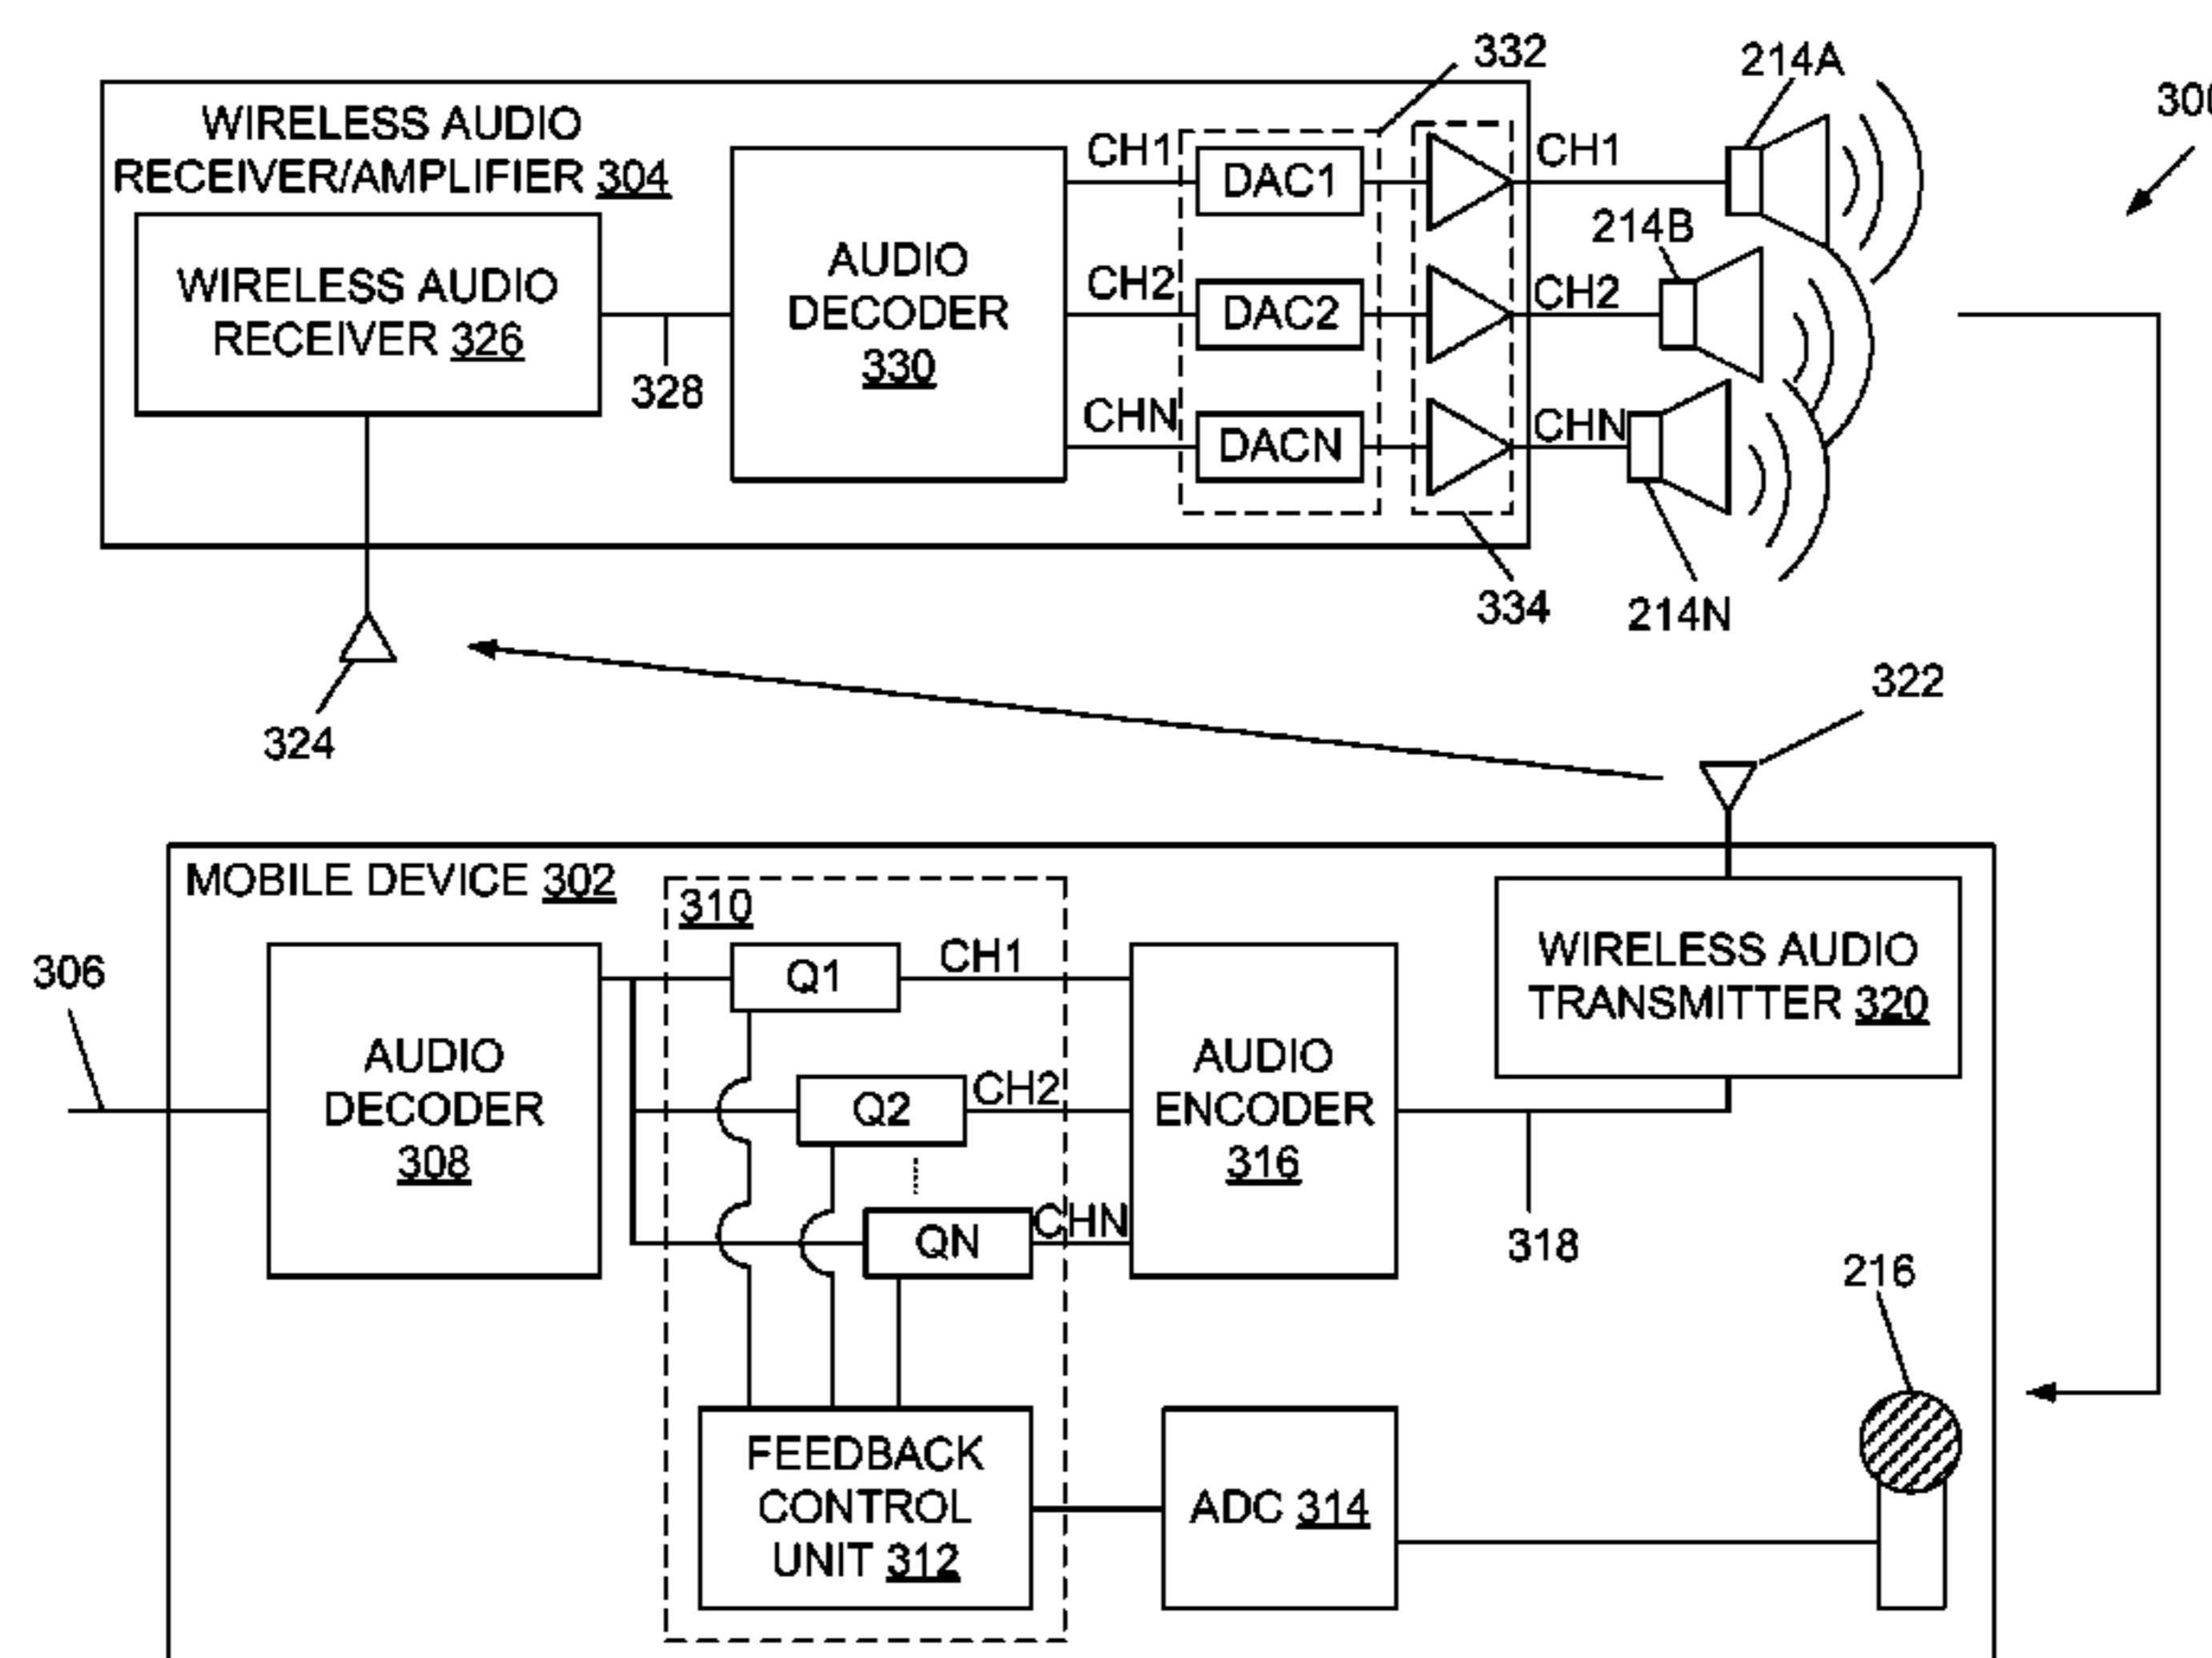 332
214A
300
WIRELESS AUDIO
RECEIVER/AMPLIFIER 304
CH1
DAC1
CH1
214B
WIRELESS AUDIO
RECEIVER 326
AUDIO
DECODER
330
CH2
DAC2
CH2
328
CHN
DACN
CHN
334
214N
324
322
MOBILE DEVICE 302
310
306
AUDIO
DECODER
308
Q1
CH1
Q2
CH2
QN
CHN
AUDIO
ENCODER
316
WIRELESS AUDIO
TRANSMITTER 320
318
216
FEEDBACK
CONTROL
UNIT 312
ADC 314